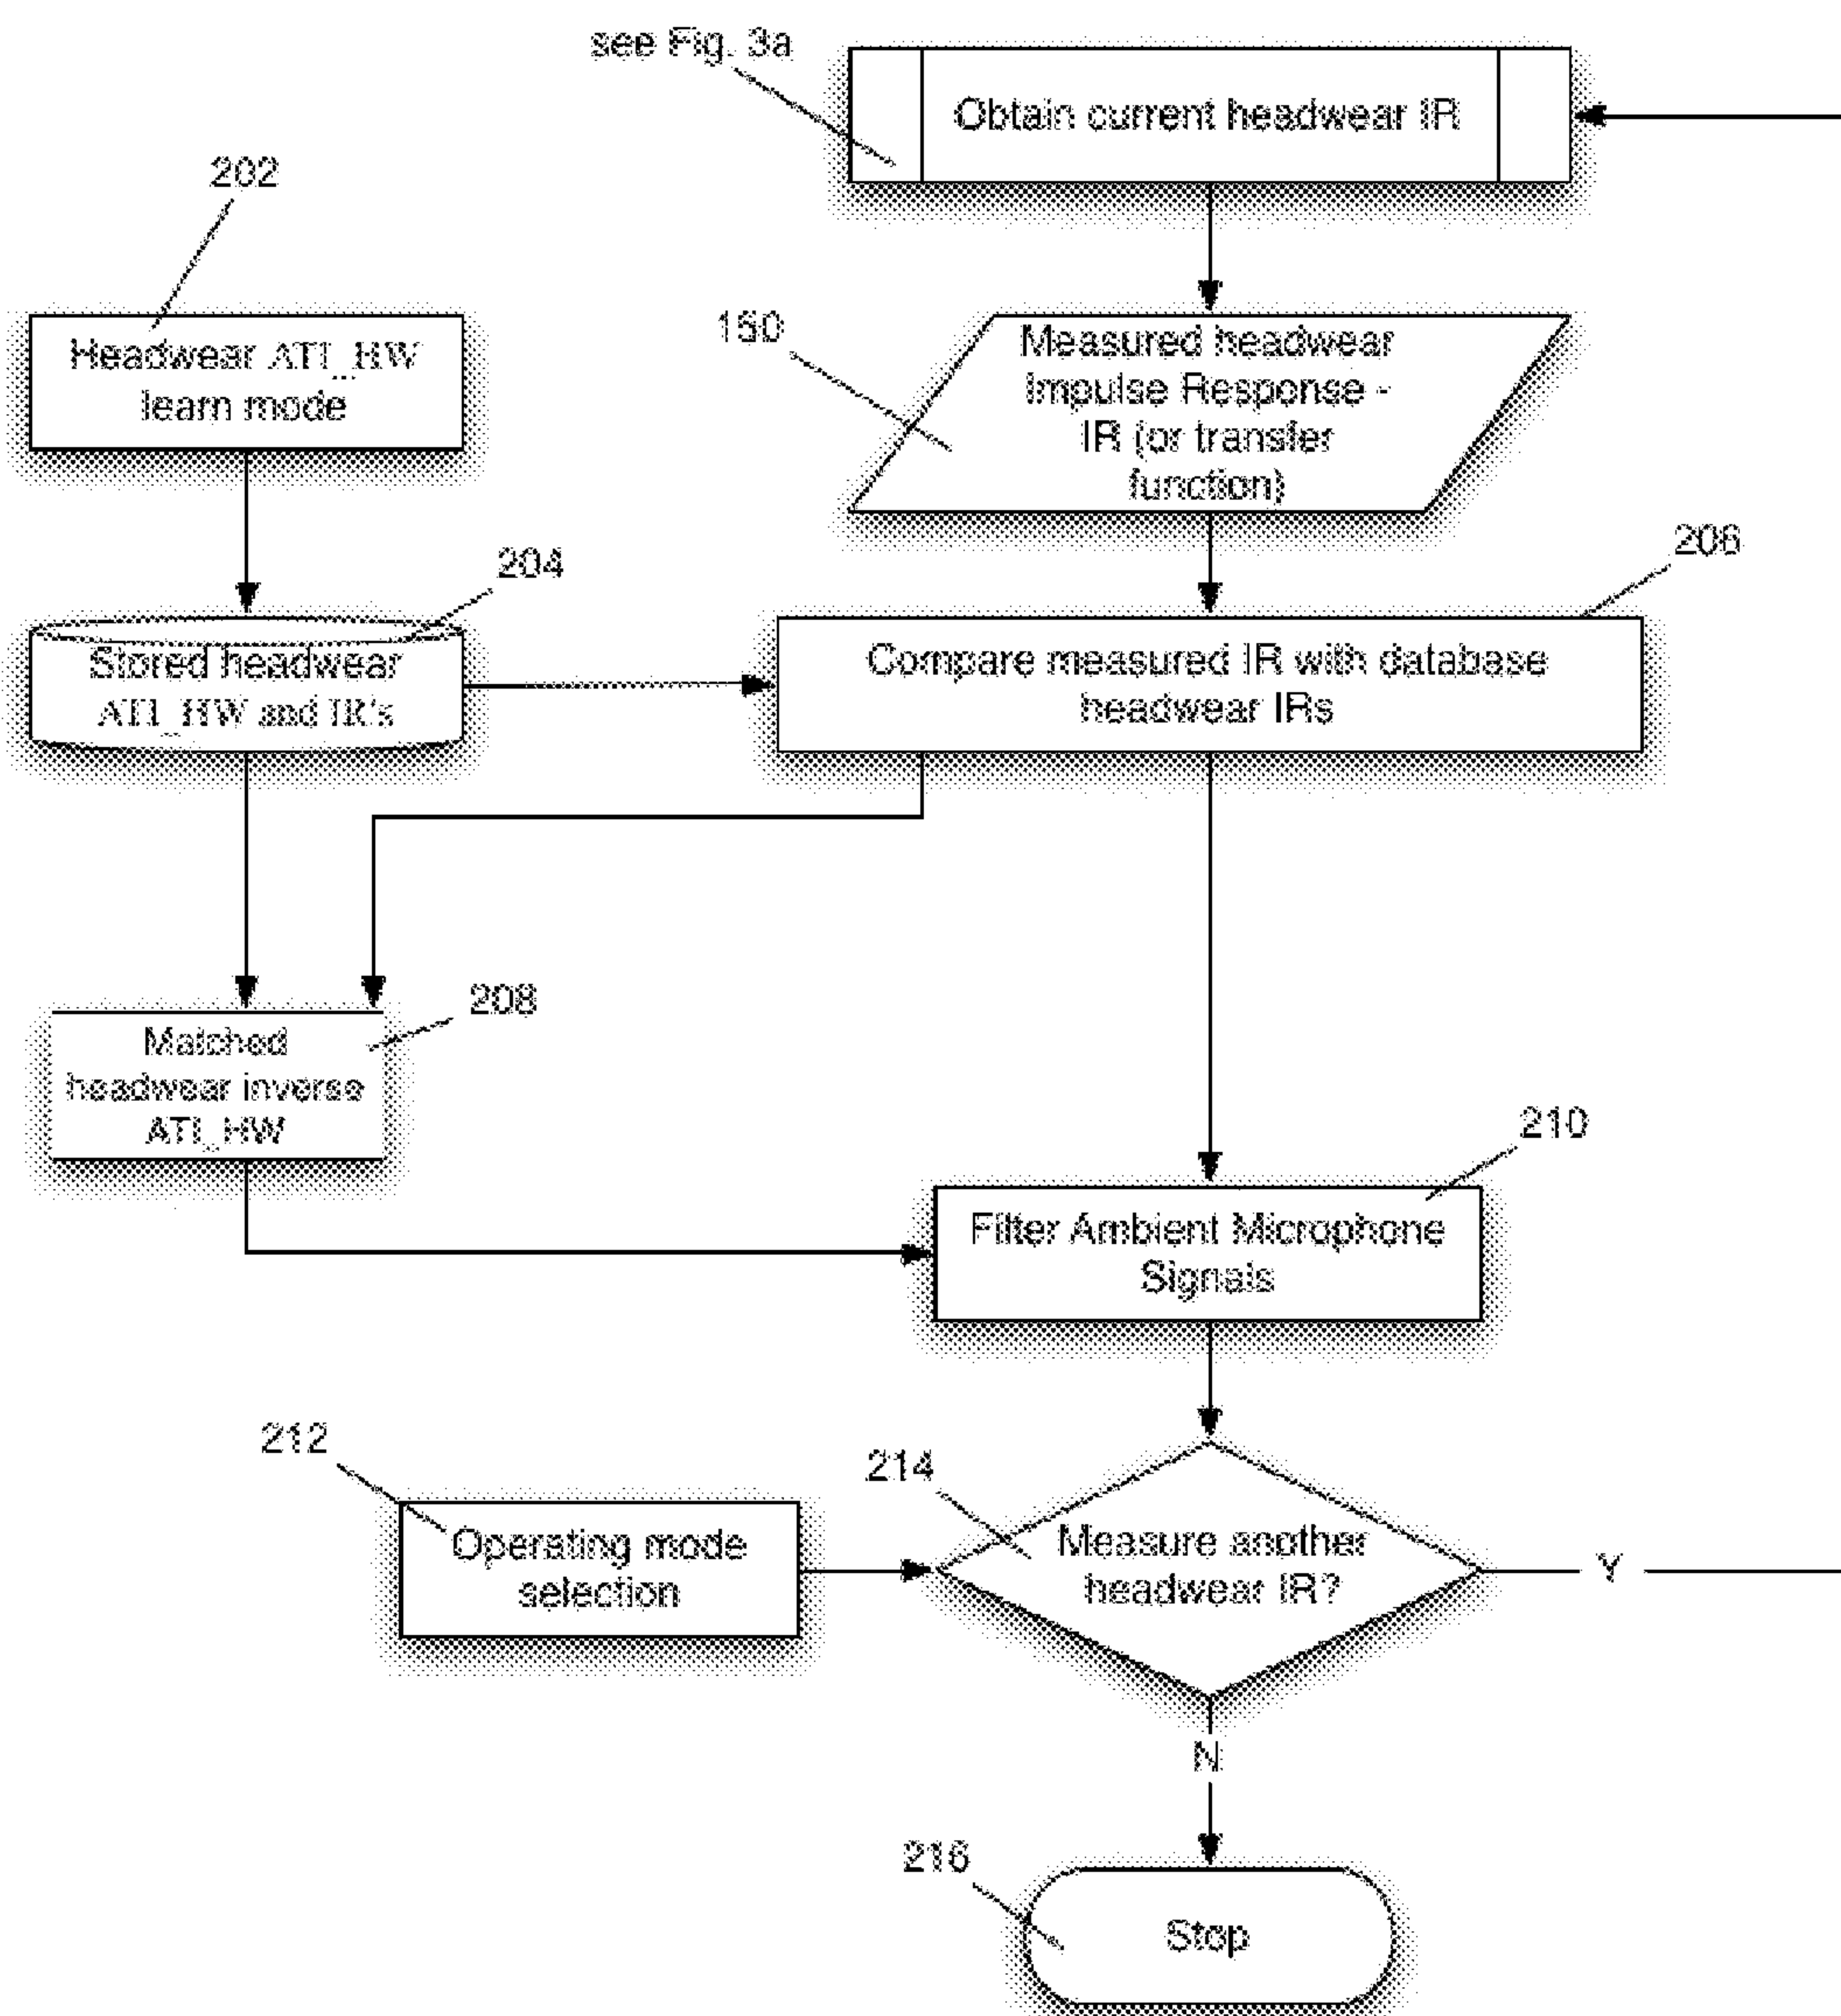 see Fig. 3a
Obtain current headwear IR
202
Headwear ATI_HW
learn mode
150
Measured headwear
Impulse Response -
IR (or transfer
function)
204
Stored headwear
ATI_HW and IR's
206
Compare measured IR with database
headwear IRs
208
Matched
headwear inverse
ATI_HW
210
Filter Ambient Microphone
Signals
212
Operating mode
selection
214
Measure another
headwear IR?
Y
N
216
Stop